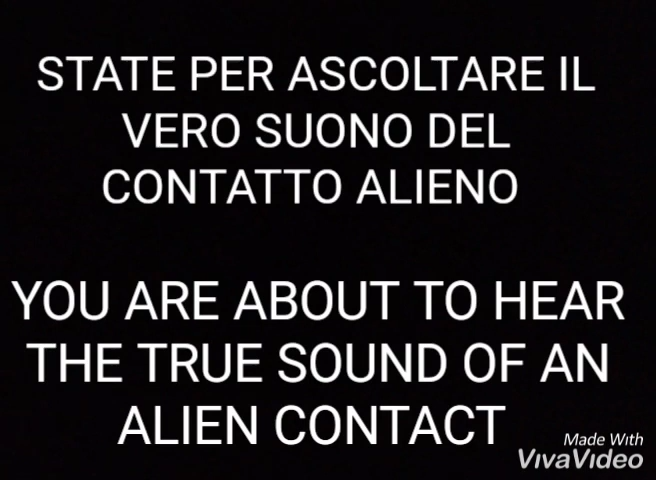 STATE PER ASCOLTARE IL
VERO SUONO DEL
CONTATTO ALIENO
YOU ARE ABOUT TO HEAR
THE TRUE SOUND OF AN
ALIEN CONTACT
Made With
VivaVideo